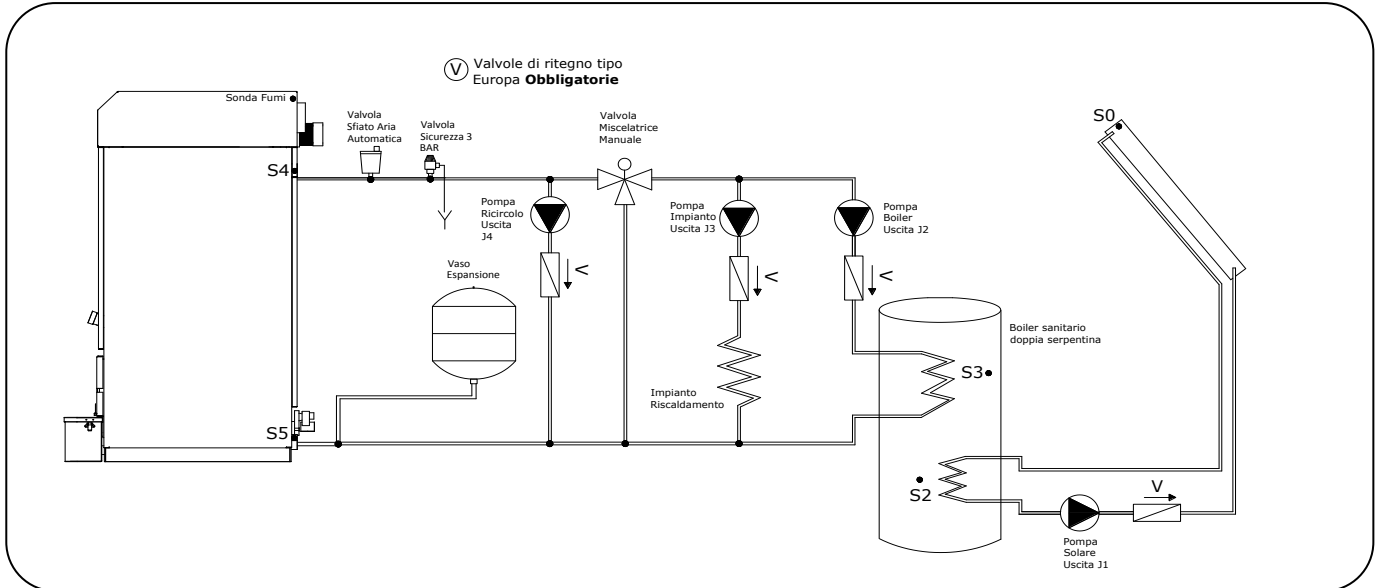 V
Valvole di ritegno tipo
Europa Obbligatorie
Sonda Fumi
Valvola
Sfiato Aria
Automatica
Valvola
Sicurezza 3
BAR
Valvola
Miscelatrice
Manuale
S0
S4
Pompa
Ricircolo
Uscita
J4
Pompa
Impianto
Uscita J3
Pompa
Boiler
Uscita J2
V
V
V
Vaso
Espansione
Boiler sanitario
doppia serpentina
S3
Impianto
Riscaldamento
S5
S2
V
Pompa
Solare
Uscita J1